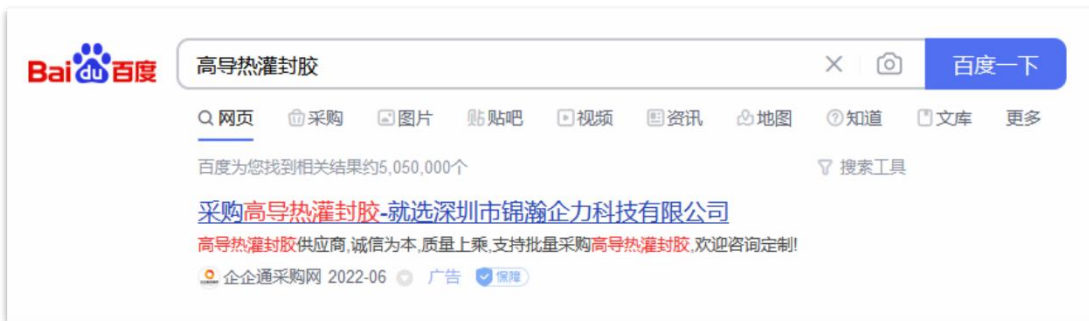 Bai du 百度
高导热灌封胶
百度一下
网页 采购 图片 贴吧 视频 资讯 地图 知道 文库 更多
百度为您找到相关结果约5,050,000个 搜索工具
采购高导热灌封胶-就选深圳市锦瀚企力科技有限公司
高导热灌封胶供应商,诚信为本,质量上乘,支持批量采购高导热灌封胶,欢迎咨询定制!
企企通采购网 2022-06 广告 保障